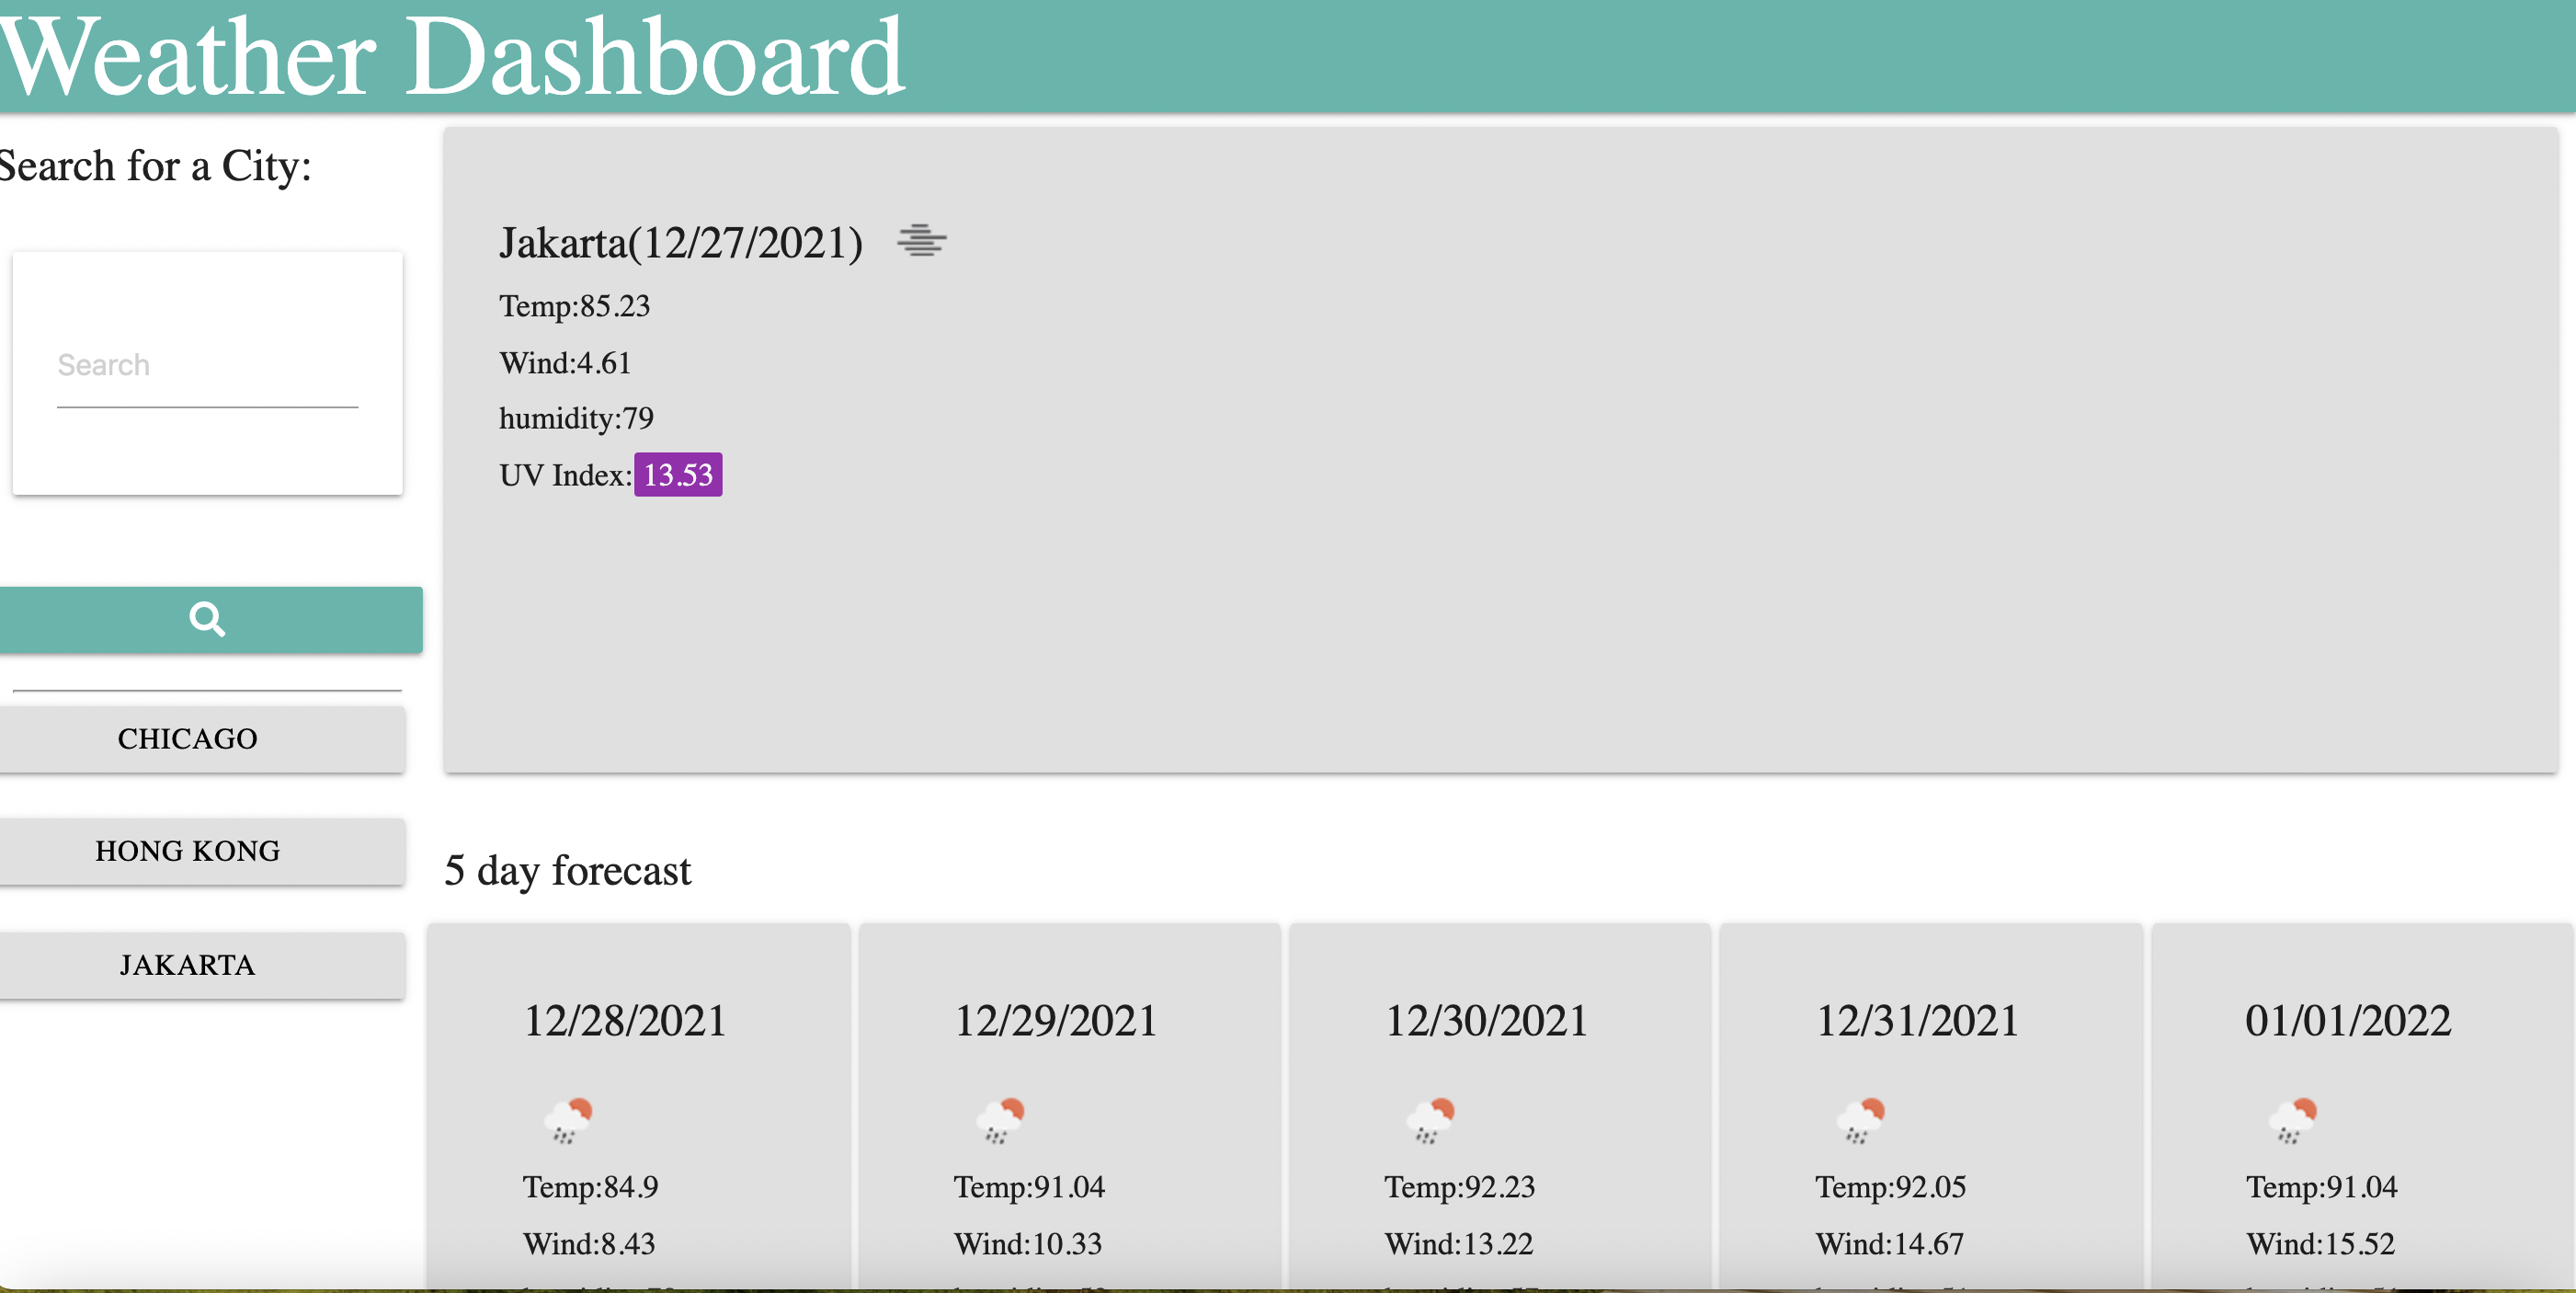 Weather Dashboard
Search for a City:
Search
CHICAGO
HONG KONG
JAKARTA
Jakarta(12/27/2021)
Temp:85.23
Wind:4.61
humidity:79
UV Index: 13.53
5 day forecast
12/28/2021
Temp:84.9
Wind:8.43
12/29/2021
Temp:91.04
Wind:10.33
12/30/2021
Temp:92.23
Wind:13.22
12/31/2021
Temp:92.05
Wind:14.67
01/01/2022
Temp:91.04
Wind:15.52